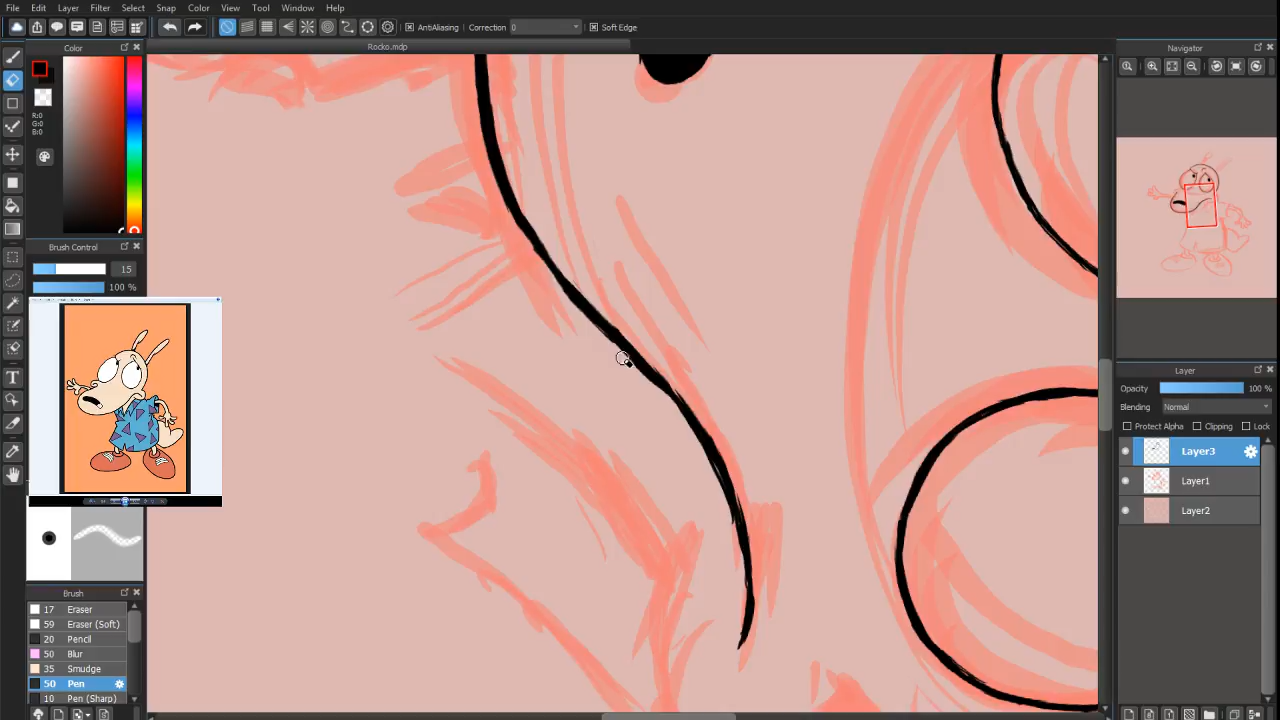 File Edit Layer Filter Select Snap Color View Tool Window Help
AntiAliasing Correction 0 Soft Edge
Color
Rocko.mdp
Navigator
R:0
G:0
B:0
Brush Control
15
100 %
Brush
17 Eraser
59 Eraser (Soft)
20 Pencil
50 Blur
35 Smudge
50 Pen
10 Pen (Sharp)
Layer
Opacity 100 %
Blending Normal
Protect Alpha Clipping Lock
Layer3
Layer1
Layer2